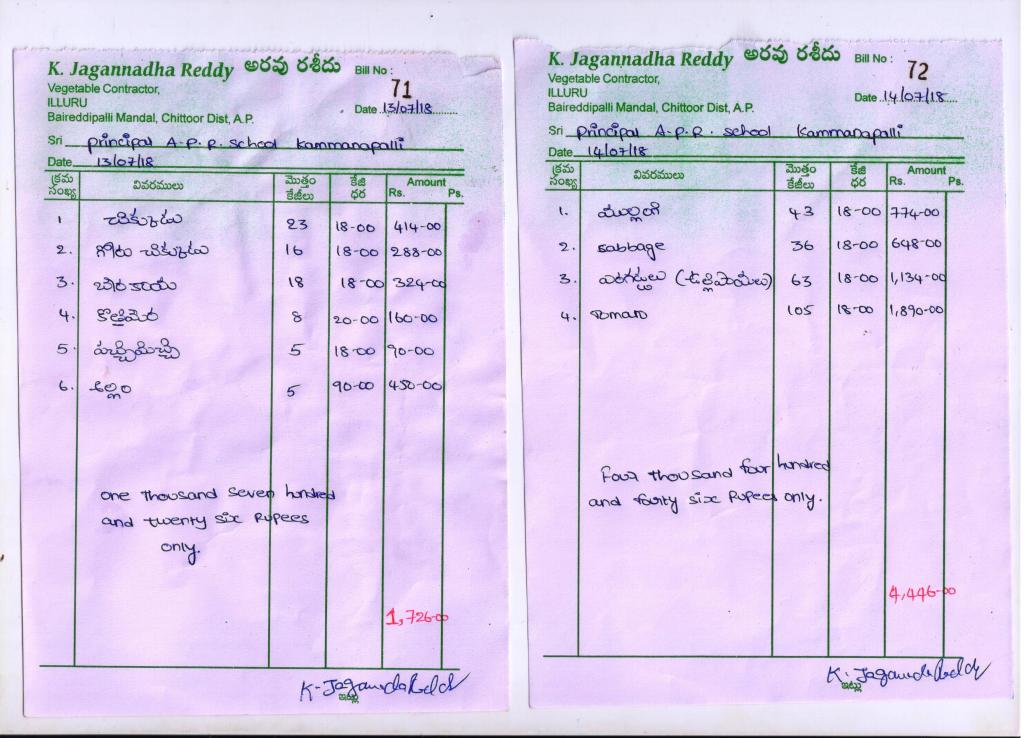 K. Jagannadha Reddy అరవు రశీదు Bill No : 71
Vegetable Contractor,
ILLURU
Baireddipalli Mandal, Chittoor Dist, A.P. Date 13/07/18
Sri principal A-P-R-School Kammanapalli
Date 13/07/18
క్రమ సంఖ్య వివరములు మొత్తం కేజీలు కేజి ధర Amount Rs. Ps.
1 చిక్కుడు 23 18-00 414-00
2. గోరు చిక్కుడు 16 18-00 288-00
3. బీరకాయ 18 18-00 324-00
4. కొత్తిమెర 8 20-00 160-00
5. పచ్చిమిర్చి 5 18-00 90-00
6. అల్లం 5 90-00 450-00
One thousand seven hundred
and twenty six Rupees
only.
1,726-00
K. Jagannada Reddy
ఇట్లు
K. Jagannadha Reddy అరవు రశీదు Bill No : 72
Vegetable Contractor,
ILLURU
Baireddipalli Mandal, Chittoor Dist, A.P. Date 14/07/18
Sri principal A-P-R- School Kammanapalli
Date 14/07/18
క్రమ సంఖ్య వివరములు మొత్తం కేజీలు కేజి ధర Amount Rs. Ps.
1. ముల్లంగి 43 18-00 774-00
2. cabbage 36 18-00 648-00
3. ఎరగడ్డలు (ఉల్లిపాయలు) 63 18-00 1,134-00
4. Tomato 105 18-00 1,890-00
Four thousand four hundred
and fourty six Rupees only.
4,446-00
K. Jagannada Reddy
ఇట్లు